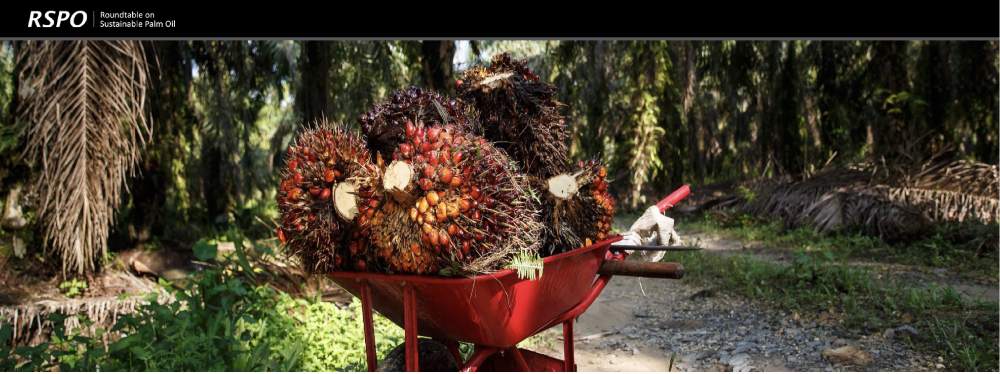 RSPO
Roundtable on
Sustainable Palm Oil